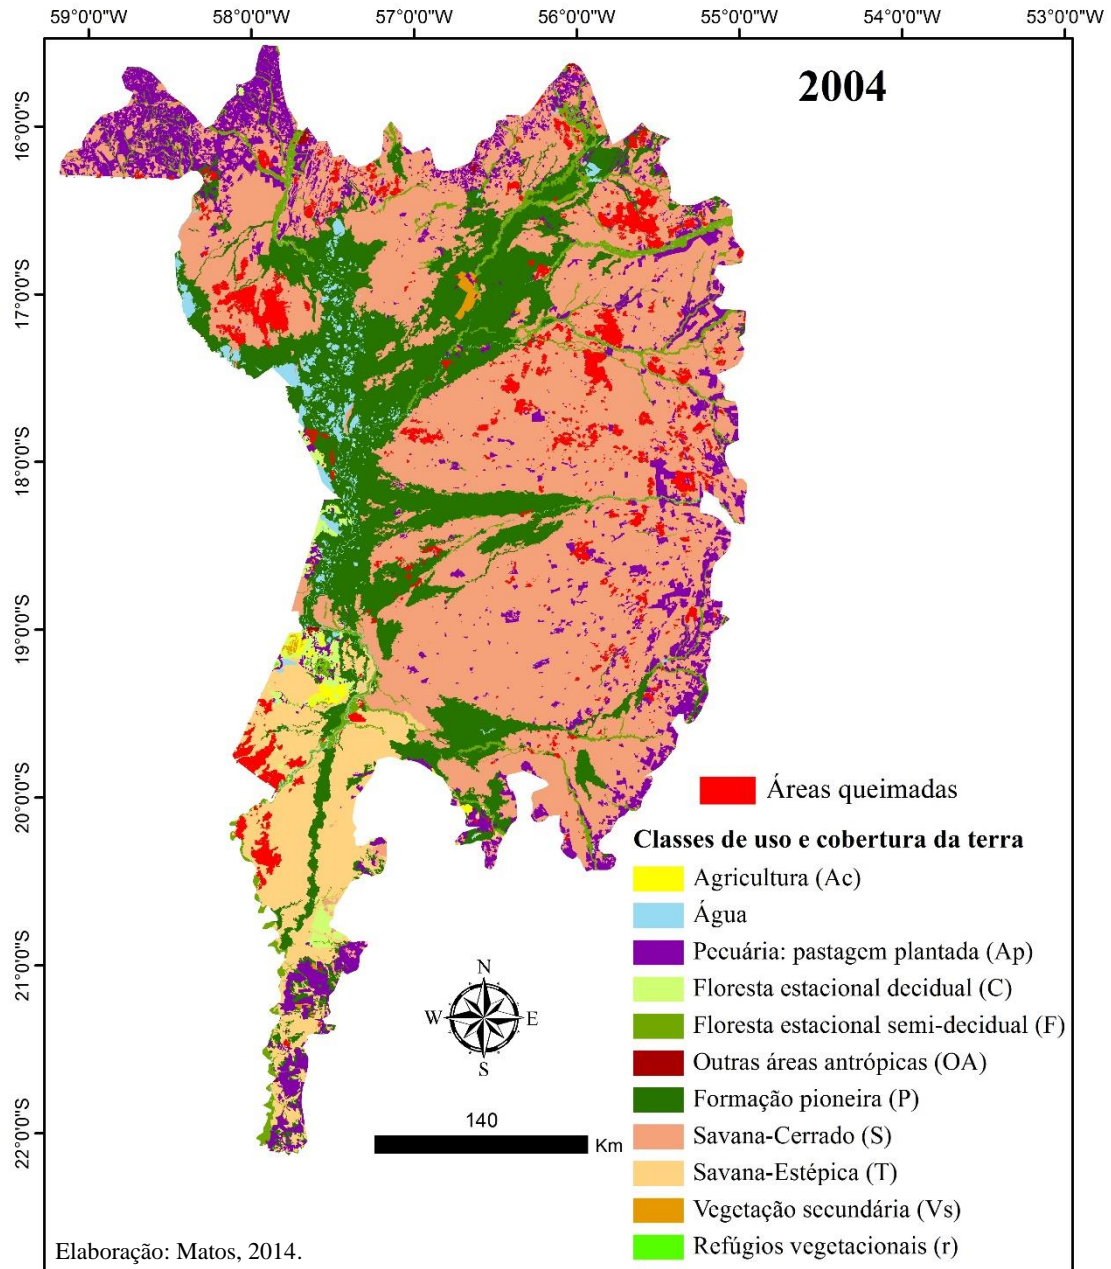 59°0'0"W 58°0'0"W 57°0'0"W 56°0'0"W 55°0'0"W 54°0'0"W 53°0'0"W
2004
16°0'0"S
17°0'0"S
18°0'0"S
19°0'0"S
20°0'0"S
21°0'0"S
22°0'0"S
Áreas queimadas
Classes de uso e cobertura da terra
Agricultura (Ac)
Água
Pecuária: pastagem plantada (Ap)
Floresta estacional decidual (C)
Floresta estacional semi-decidual (F)
Outras áreas antrópicas (OA)
Formação pioneira (P)
Savana-Cerrado (S)
Savana-Estépica (T)
Vegetação secundária (Vs)
Refúgios vegetacionais (r)
N
W E
S
140
Km
Elaboração: Matos, 2014.